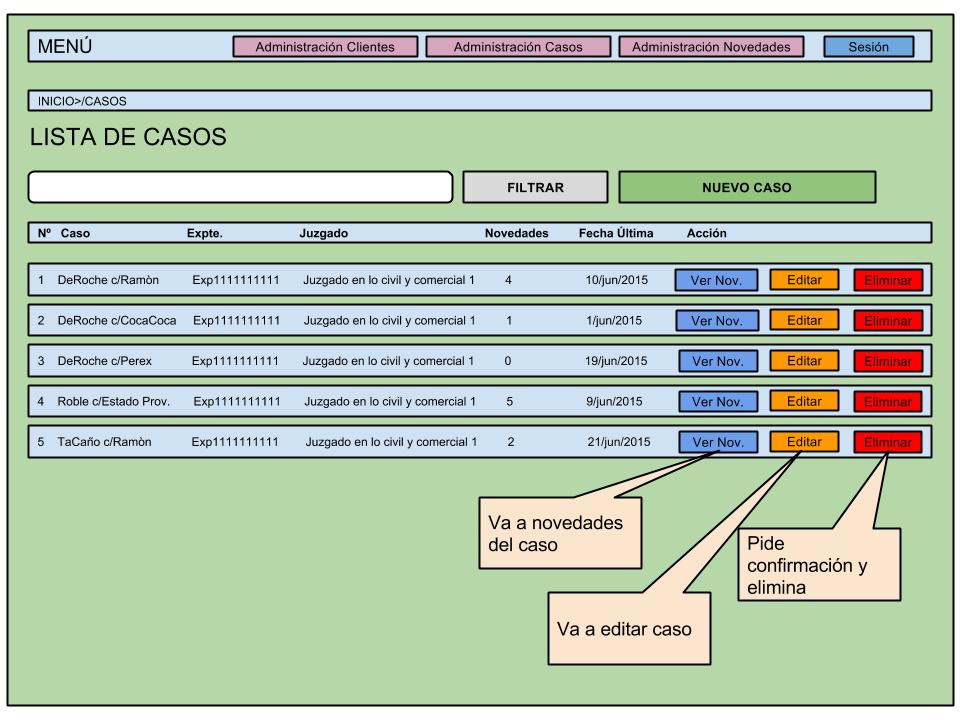 MENÚ Administración Clientes Administración Casos Administración Novedades Sesión
INICIO>/CASOS
LISTA DE CASOS
FILTRAR NUEVO CASO
Nº Caso Expte. Juzgado Novedades Fecha Última Acción
1 DeRoche c/Ramòn Exp1111111111 Juzgado en lo civil y comercial 1 4 10/jun/2015 Ver Nov. Editar Eliminar
2 DeRoche c/CocaCoca Exp1111111111 Juzgado en lo civil y comercial 1 1 1/jun/2015 Ver Nov. Editar Eliminar
3 DeRoche c/Perex Exp1111111111 Juzgado en lo civil y comercial 1 0 19/jun/2015 Ver Nov. Editar Eliminar
4 Roble c/Estado Prov. Exp1111111111 Juzgado en lo civil y comercial 1 5 9/jun/2015 Ver Nov. Editar Eliminar
5 TaCaño c/Ramòn Exp1111111111 Juzgado en lo civil y comercial 1 2 21/jun/2015 Ver Nov. Editar Eliminar
Va a novedades
del caso
Pide
confirmación y
elimina
Va a editar caso